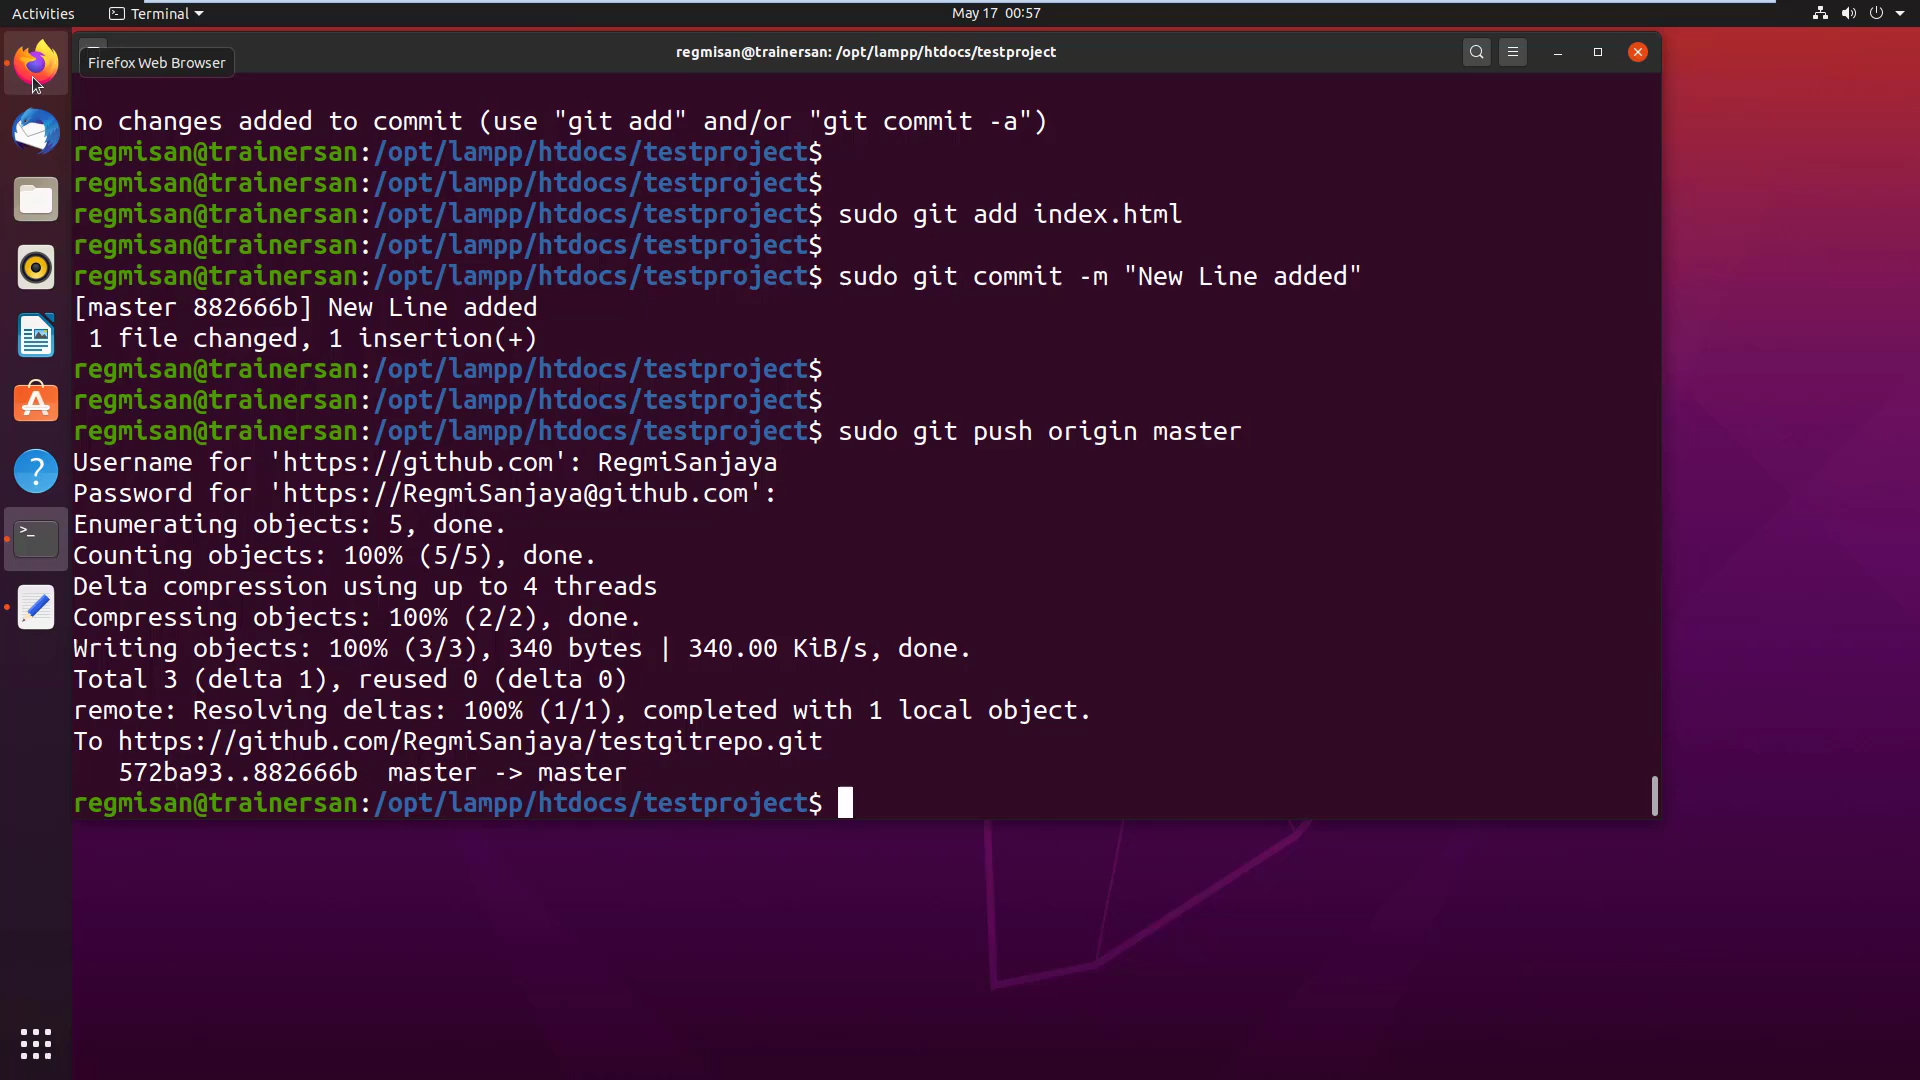 Activities
Terminal
May 17 00:57
Firefox Web Browser
regmisan@trainersan: /opt/lampp/htdocs/testproject
no changes added to commit (use "git add" and/or "git commit -a")
regmisan@trainersan:/opt/lampp/htdocs/testproject$
regmisan@trainersan:/opt/lampp/htdocs/testproject$
regmisan@trainersan:/opt/lampp/htdocs/testproject$ sudo git add index.html
regmisan@trainersan:/opt/lampp/htdocs/testproject$
regmisan@trainersan:/opt/lampp/htdocs/testproject$ sudo git commit -m "New Line added"
[master 882666b] New Line added
 1 file changed, 1 insertion(+)
regmisan@trainersan:/opt/lampp/htdocs/testproject$
regmisan@trainersan:/opt/lampp/htdocs/testproject$
regmisan@trainersan:/opt/lampp/htdocs/testproject$ sudo git push origin master
Username for 'https://github.com': RegmiSanjaya
Password for 'https://RegmiSanjaya@github.com':
Enumerating objects: 5, done.
Counting objects: 100% (5/5), done.
Delta compression using up to 4 threads
Compressing objects: 100% (2/2), done.
Writing objects: 100% (3/3), 340 bytes | 340.00 KiB/s, done.
Total 3 (delta 1), reused 0 (delta 0)
remote: Resolving deltas: 100% (1/1), completed with 1 local object.
To https://github.com/RegmiSanjaya/testgitrepo.git
   572ba93..882666b  master -> master
regmisan@trainersan:/opt/lampp/htdocs/testproject$